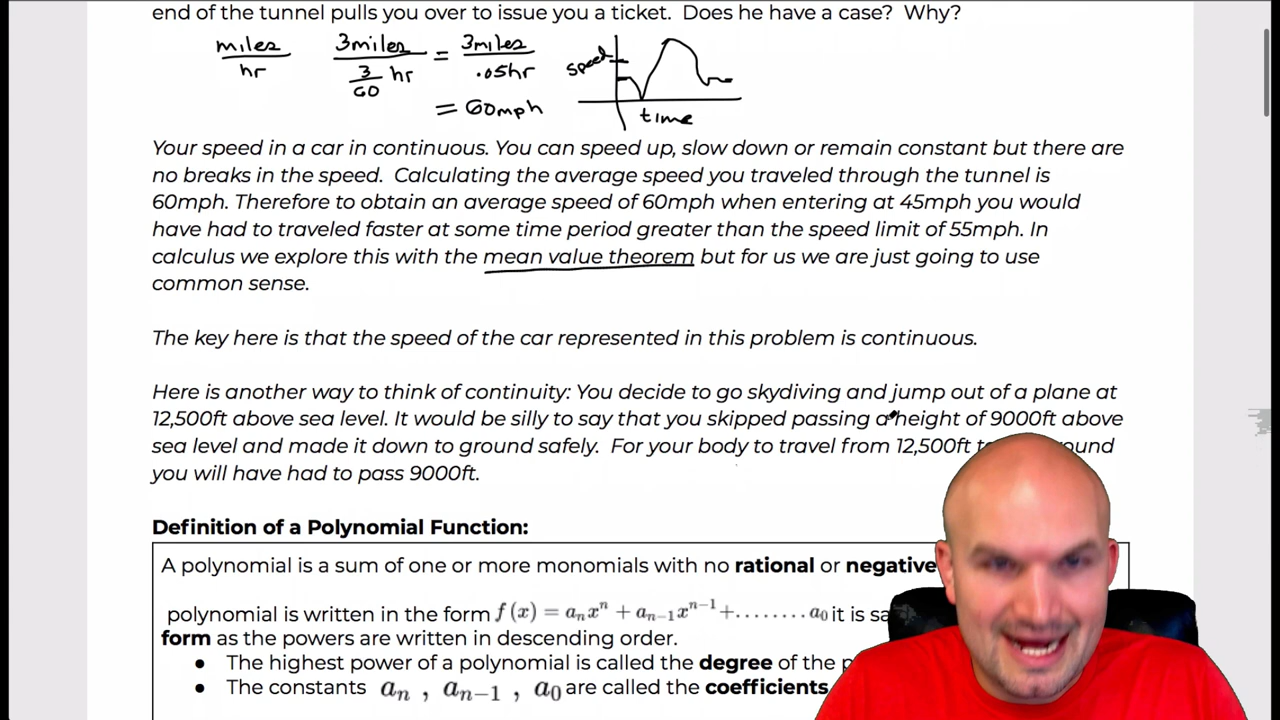 end of the tunnel pulls you over to issue you a ticket. Does he have a case? Why?
miles
hr
3miles
3
60
hr
=
3miles
.05hr
= 60mph
speed
time
Your speed in a car in continuous. You can speed up, slow down or remain constant but there are
no breaks in the speed. Calculating the average speed you traveled through the tunnel is
60mph. Therefore to obtain an average speed of 60mph when entering at 45mph you would
have had to traveled faster at some time period greater than the speed limit of 55mph. In
calculus we explore this with the mean value theorem but for us we are just going to use
common sense.
The key here is that the speed of the car represented in this problem is continuous.
Here is another way to think of continuity: You decide to go skydiving and jump out of a plane at
12,500ft above sea level. It would be silly to say that you skipped passing a height of 9000ft above
sea level and made it down to ground safely. For your body to travel from 12,500ft
you will have had to pass 9000ft.
Definition of a Polynomial Function:
A polynomial is a sum of one or more monomials with no rational or negative
polynomial is written in the form f(x) = aₙxⁿ + aₙ₋₁xⁿ⁻¹+........a₀ it is
form as the powers are written in descending order.
● The highest power of a polynomial is called the degree of the
● The constants aₙ , aₙ₋₁ , a₀ are called the coefficients